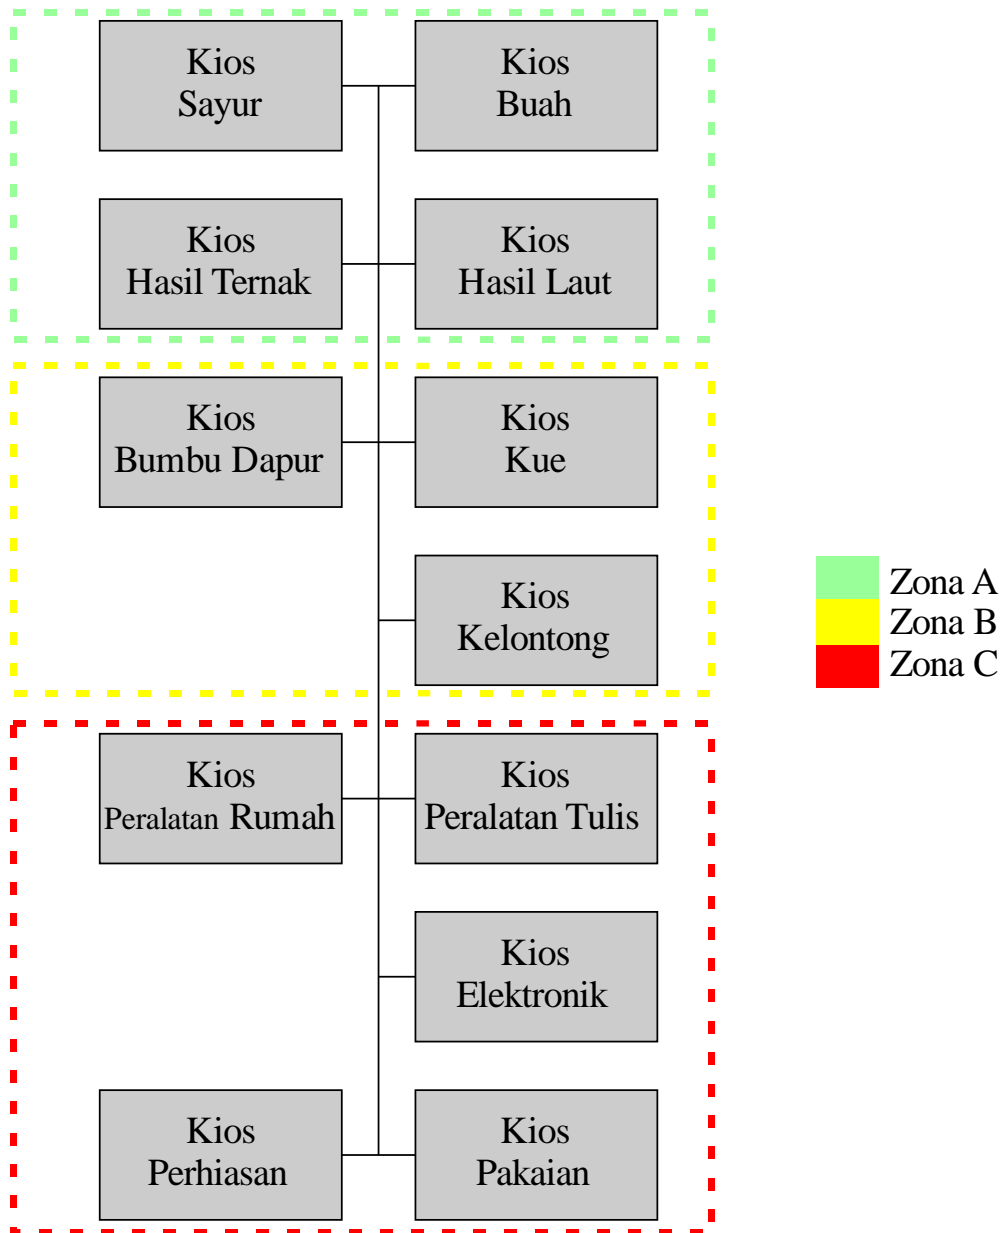 Kios
Sayur
Kios
Buah
Kios
Hasil Ternak
Kios
Hasil Laut
Kios
Bumbu Dapur
Kios
Kue
Kios
Kelontong
Zona A
Zona B
Zona C
Kios
Peralatan Rumah
Kios
Peralatan Tulis
Kios
Elektronik
Kios
Perhiasan
Kios
Pakaian